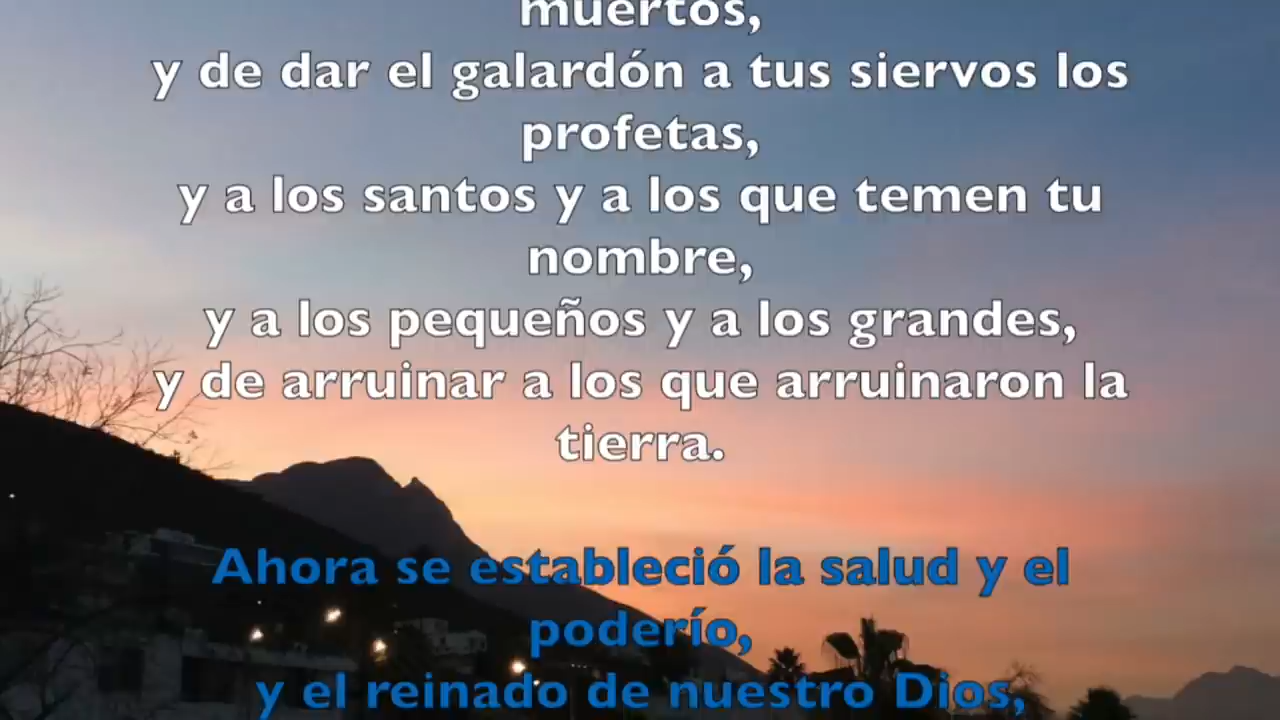 muertos,
y de dar el galardón a tus siervos los
profetas,
y a los santos y a los que temen tu
nombre,
y a los pequeños y a los grandes,
y de arruinar a los que arruinaron la
tierra.
Ahora se estableció la salud y el
poderío,
y el reinado de nuestro Dios,